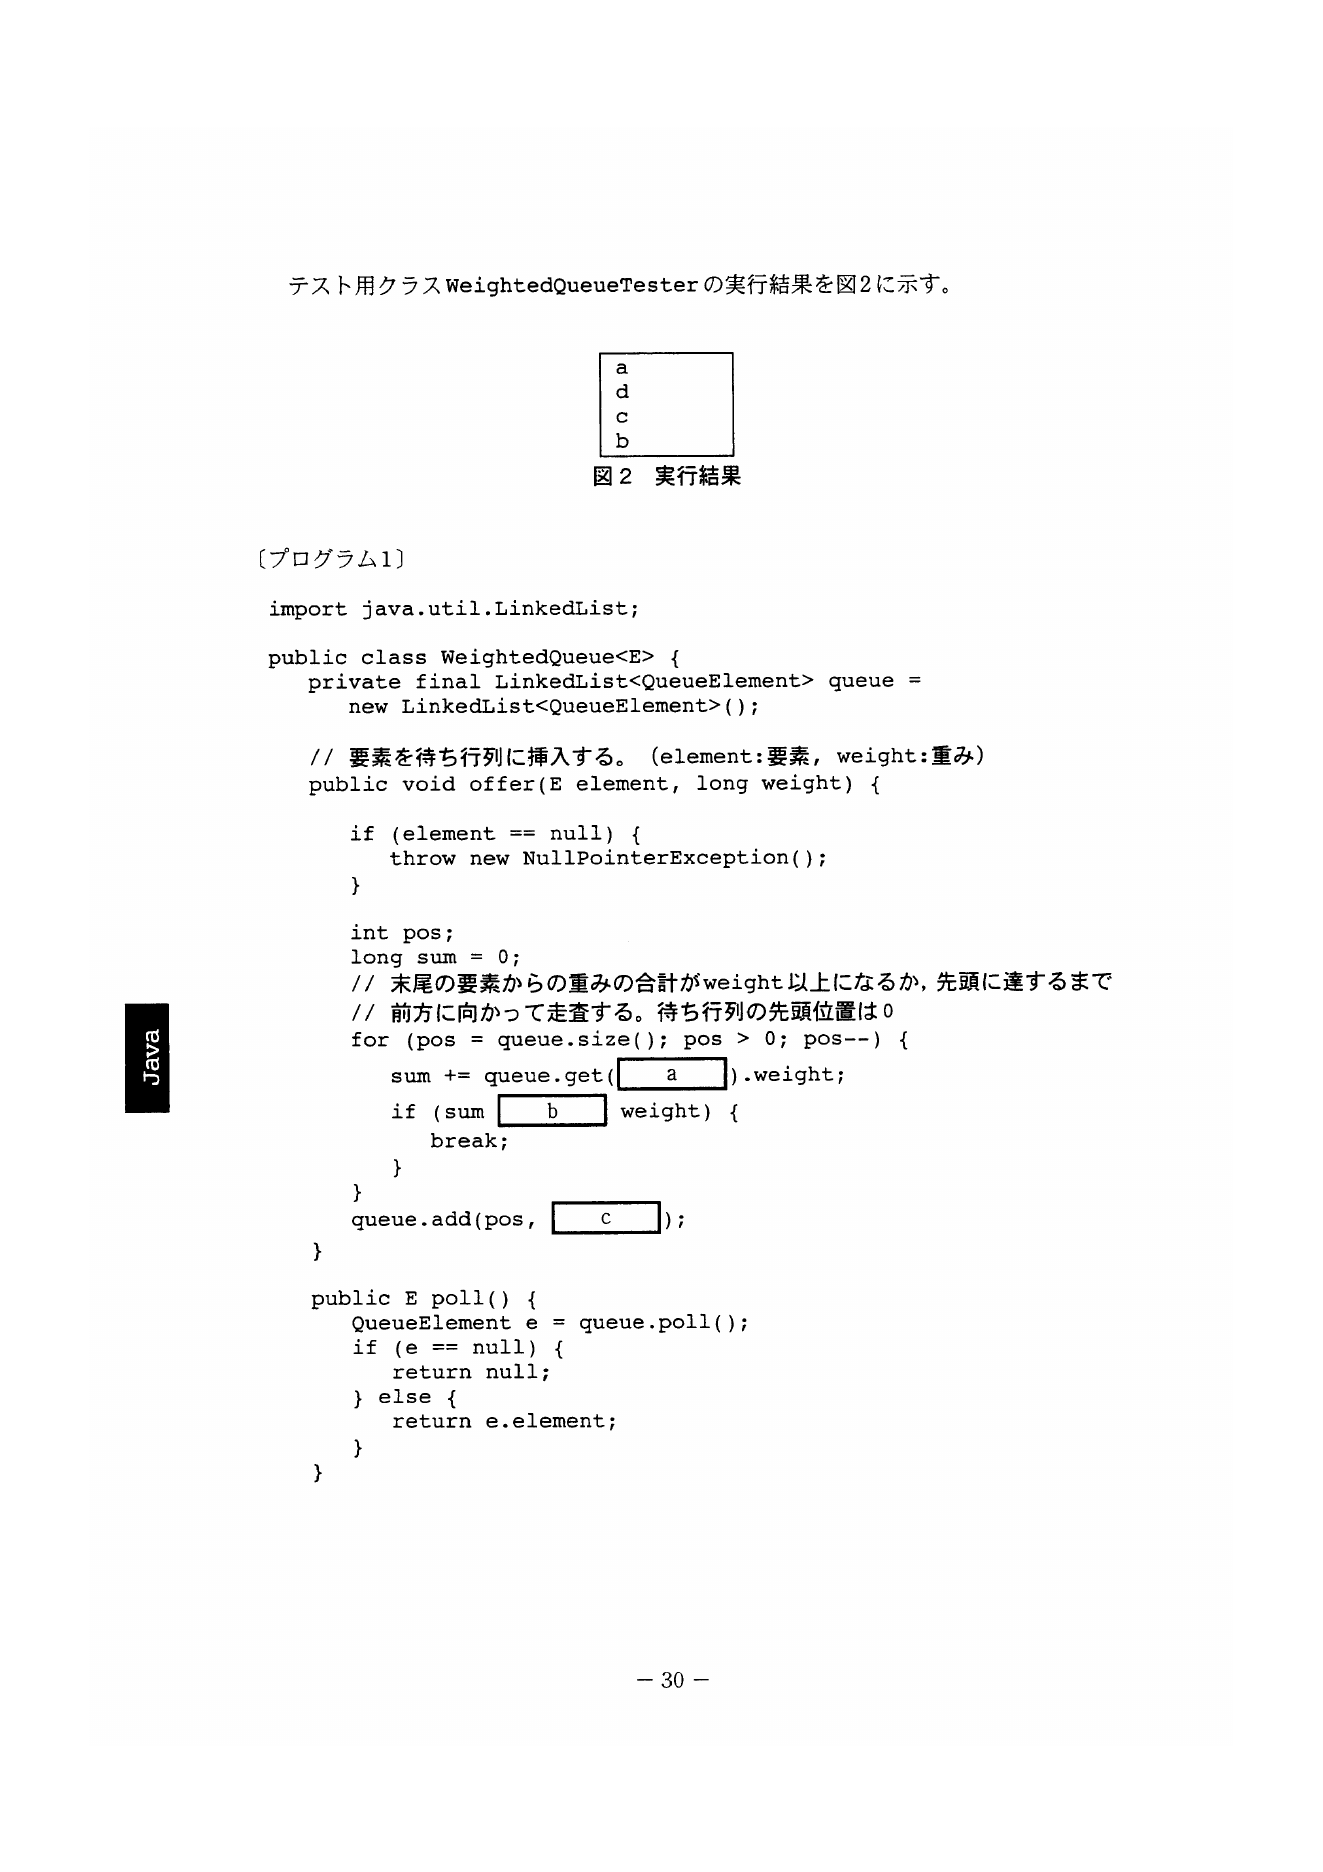 テスト用クラスWeightedQueueTesterの実行結果を図2に示す。
a
d
c
b
図2 実行結果
〔プログラム1〕
import java.util.LinkedList;
public class WeightedQueue<E> {
private final LinkedList<QueueElement> queue =
new LinkedList<QueueElement>();
// 要素を待ち行列に挿入する。(element:要素, weight:重み)
public void offer(E element, long weight) {
if (element == null) {
throw new NullPointerException();
}
int pos;
long sum = 0;
// 末尾の要素からの重みの合計がweight以上になるか,先頭に達するまで
// 前方に向かって走査する。待ち行列の先頭位置は0
for (pos = queue.size(); pos > 0; pos--) {
sum += queue.get( a ).weight;
if (sum b weight) {
break;
}
}
queue.add(pos, c );
}
public E poll() {
QueueElement e = queue.poll();
if (e == null) {
return null;
} else {
return e.element;
}
}
Java
- 30 -